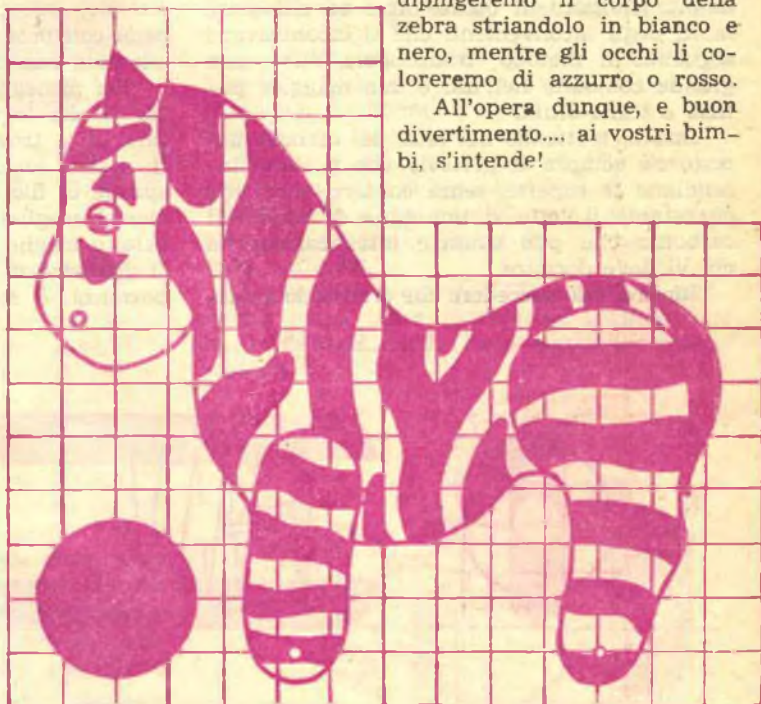 dipingeremo il corpo della
zebra striandolo in bianco e
nero, mentre gli occhi li co-
loreremo di azzurro o rosso.
All'opera dunque, e buon
divertimento... ai vostri bim-
bi, s'intende!